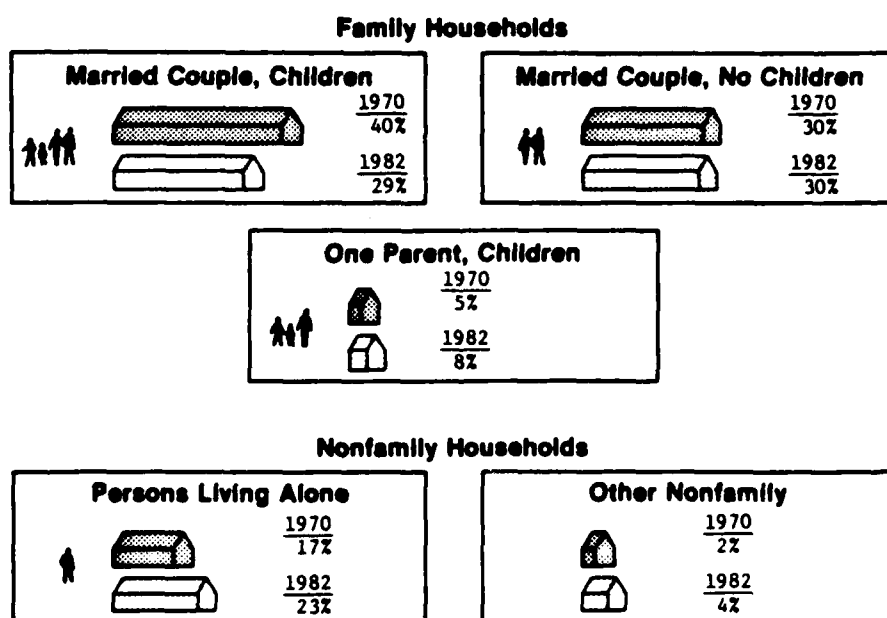 Family Households
Married Couple, Children
1970
40%
1982
29%
Married Couple, No Children
1970
30%
1982
30%
One Parent, Children
1970
5%
1982
8%
Nonfamily Households
Persons Living Alone
1970
17%
1982
23%
Other Nonfamily
1970
2%
1982
4%